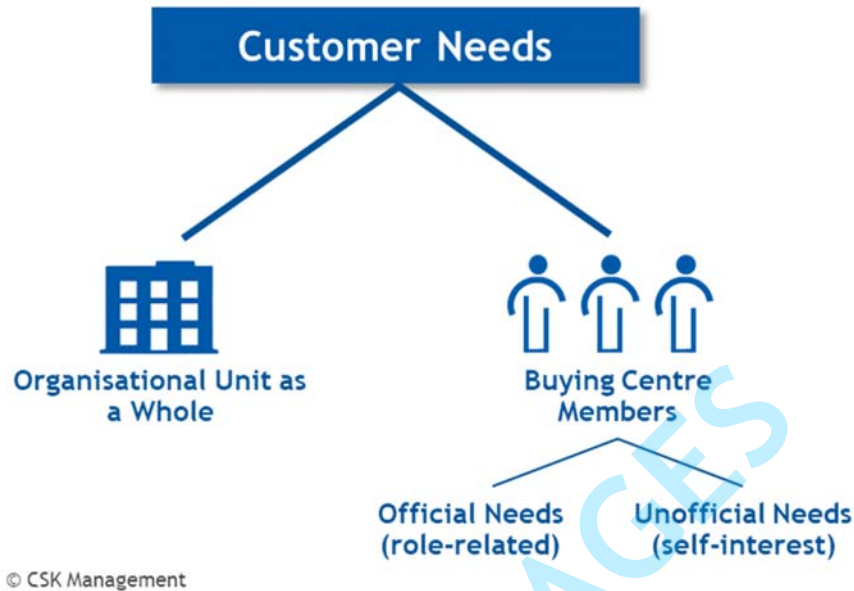 Customer Needs
Organisational Unit as
a Whole
Buying Centre
Members
Official Needs
(role-related)
Unofficial Needs
(self-interest)
© CSK Management
AGES